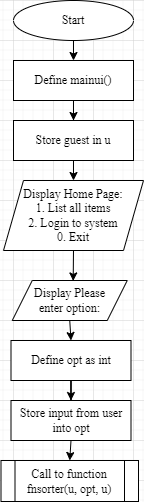 Start
Define mainui()
Store guest in u
Display Home Page:
1. List all items
2. Login to system
0. Exit
Display Please
enter option:
Define opt as int
Store input from user
into opt
Call to function
fnsorter(u, opt, u)